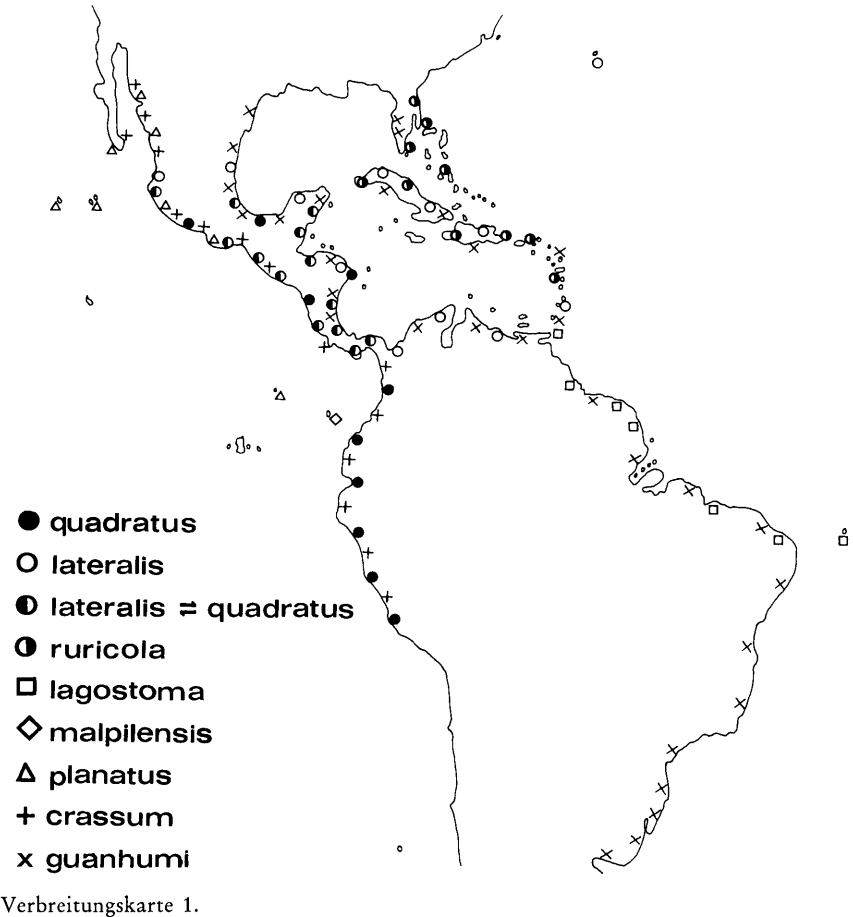 quadratus
lateralis
lateralis ⇌ quadratus
ruricola
lagostoma
malpilensis
planatus
crassum
guanhumi
Verbreitungskarte 1.